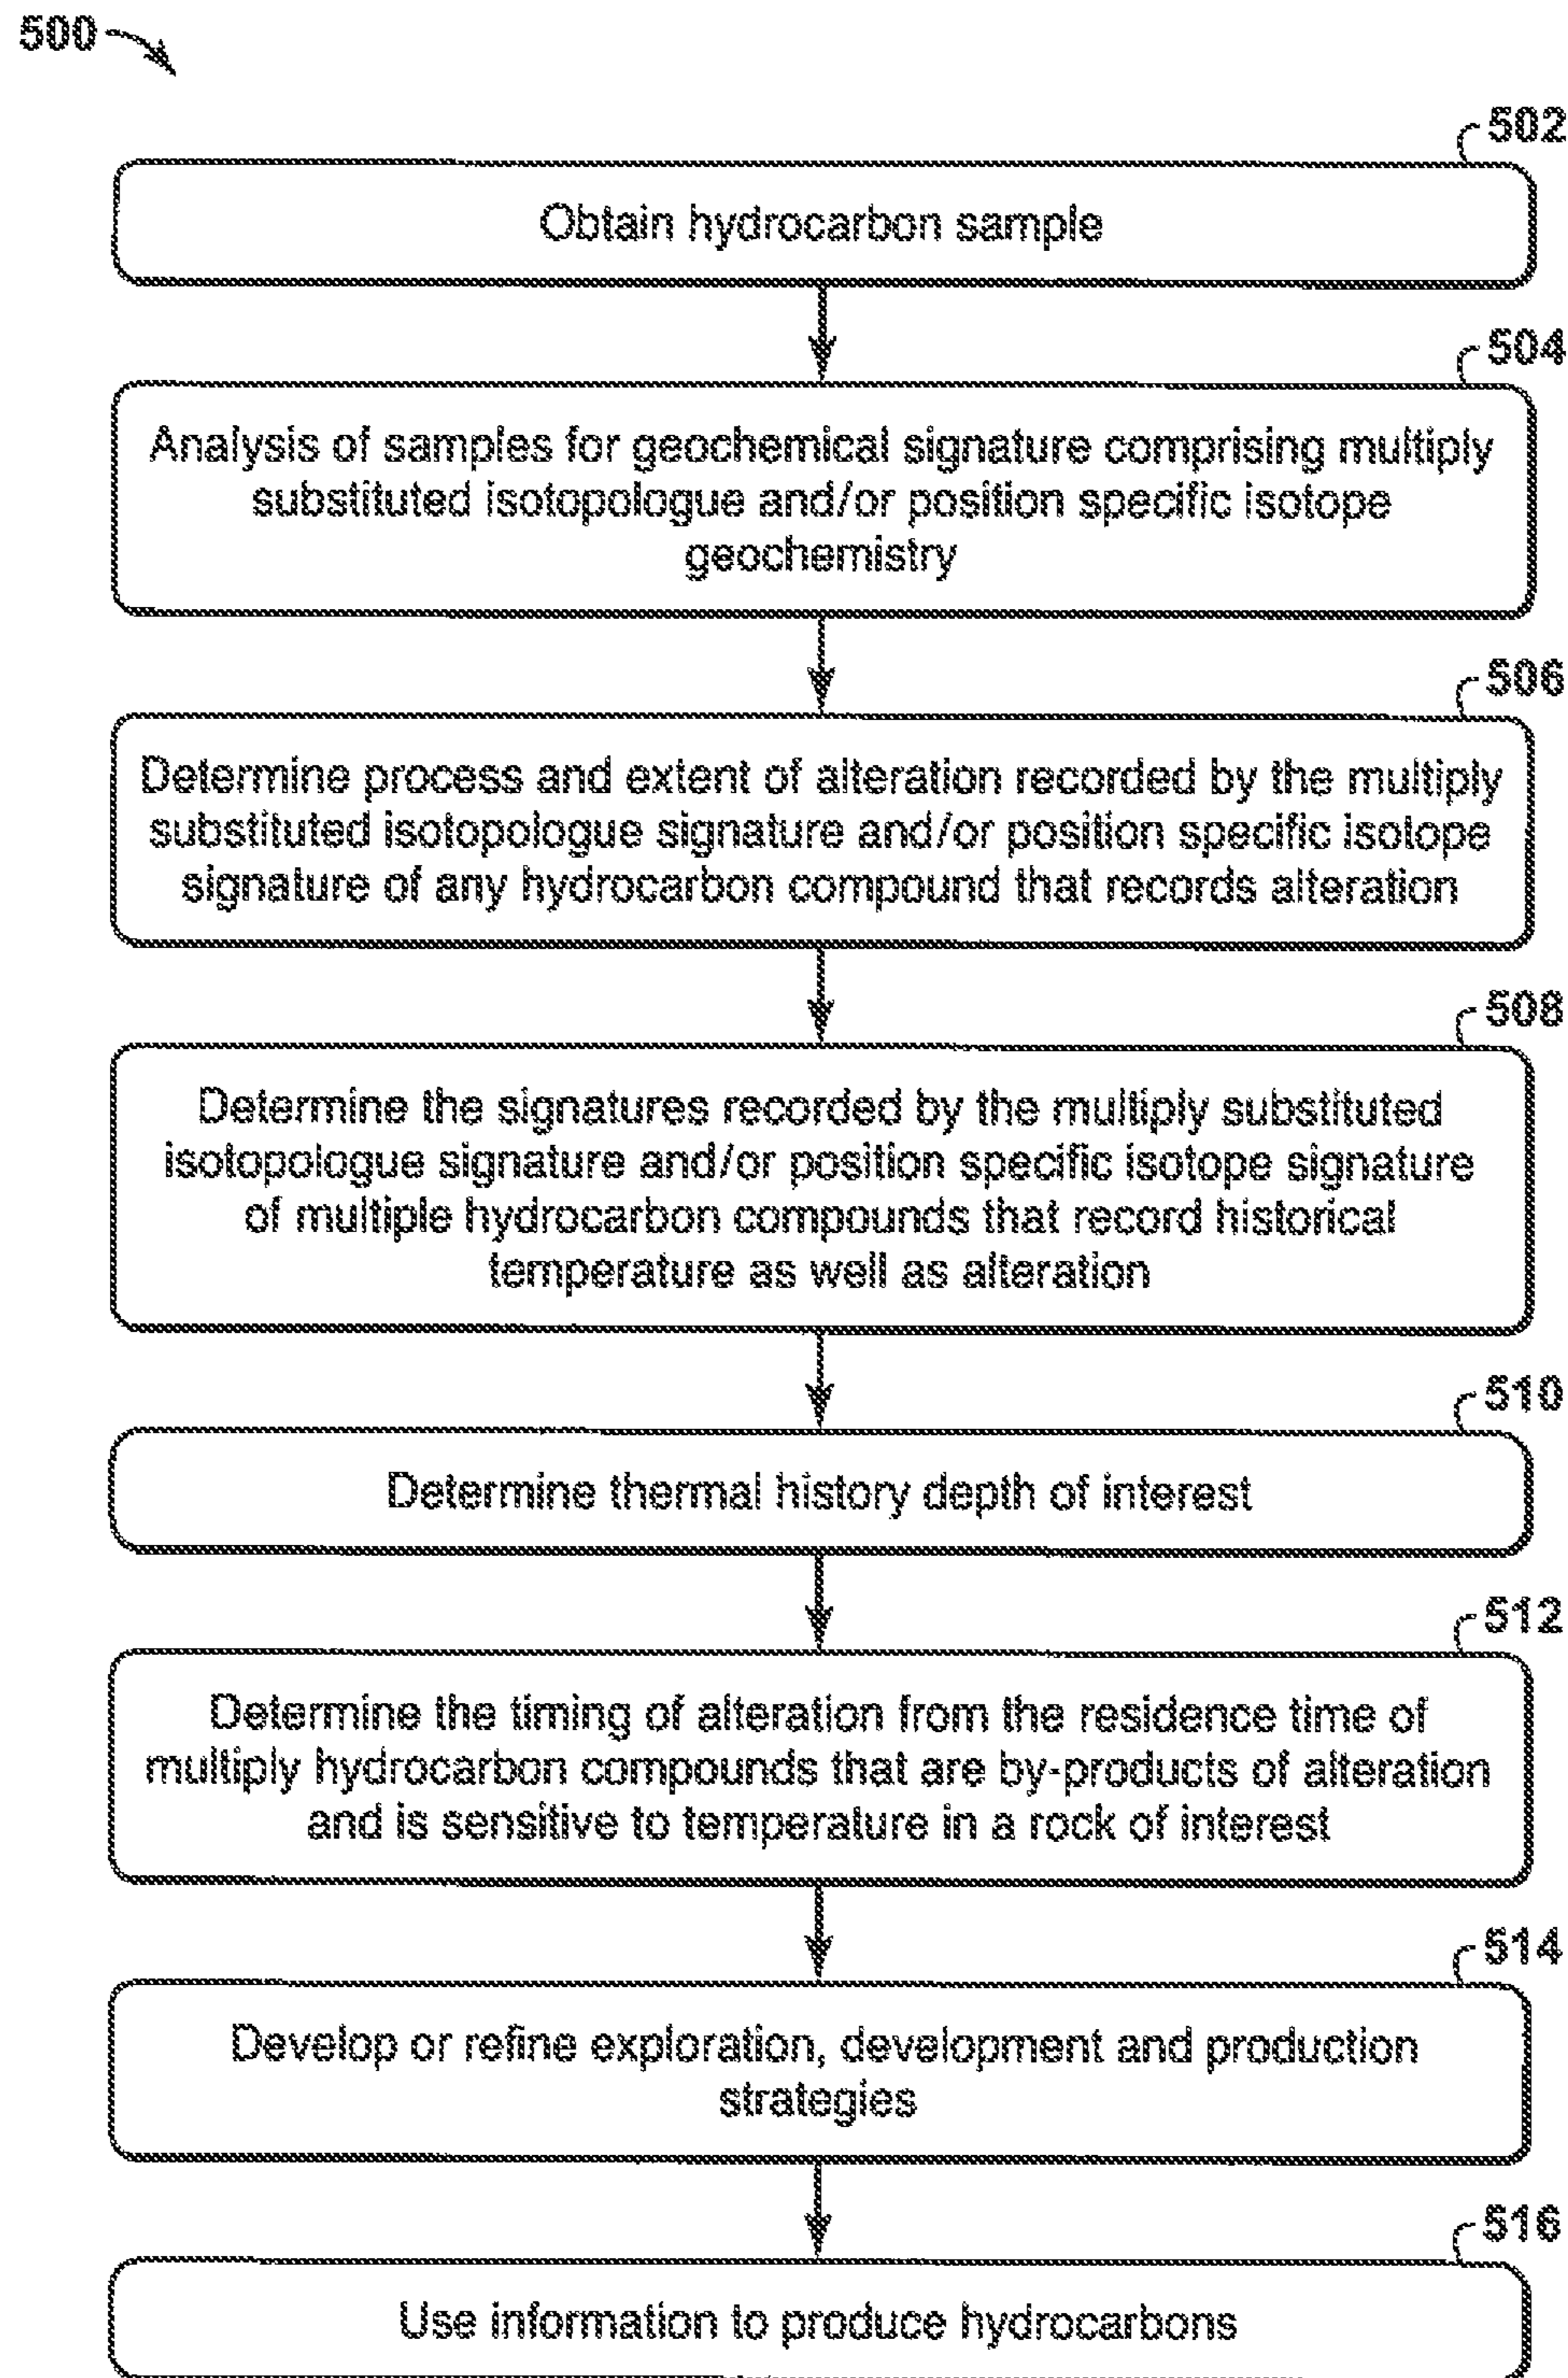 500
502
Obtain hydrocarbon sample
504
Analysis of samples for geochemical signature comprising multiply
substituted isotopologue and/or position specific isotope
geochemistry
506
Determine process and extent of alteration recorded by the multiply
substituted isotopologue signature and/or position specific isotope
signature of any hydrocarbon compound that records alteration
508
Determine the signatures recorded by the multiply substituted
isotopologue signature and/or position specific isotope signature
of multiple hydrocarbon compounds that record historical
temperature as well as alteration
510
Determine thermal history depth of interest
512
Determine the timing of alteration from the residence time of
multiply hydrocarbon compounds that are by-products of alteration
and is sensitive to temperature in a rock of interest
514
Develop or refine exploration, development and production
strategies
516
Use information to produce hydrocarbons